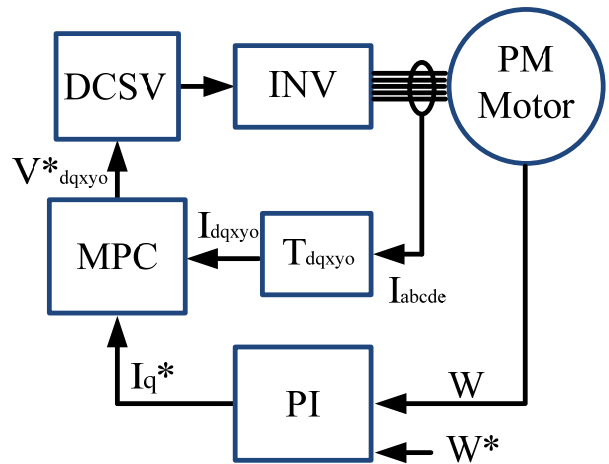 DCSV
INV
PM
Motor
V*dqxyo
Idqxyo
MPC
Tdqxyo
Iabcde
Iq*
PI
W
W*